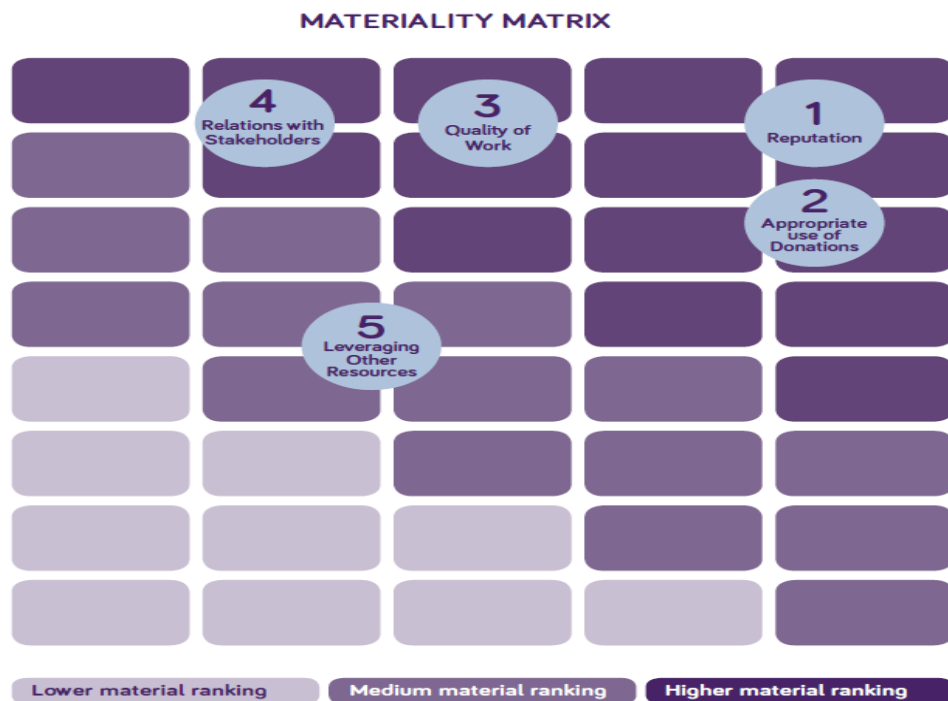 MATERIALITY MATRIX
4
Relations with
Stakeholders
3
Quality of
Work
1
Reputation
2
Appropriate
use of
Donations
5
Leveraging
Other
Resources
Lower material ranking
Medium material ranking
Higher material ranking